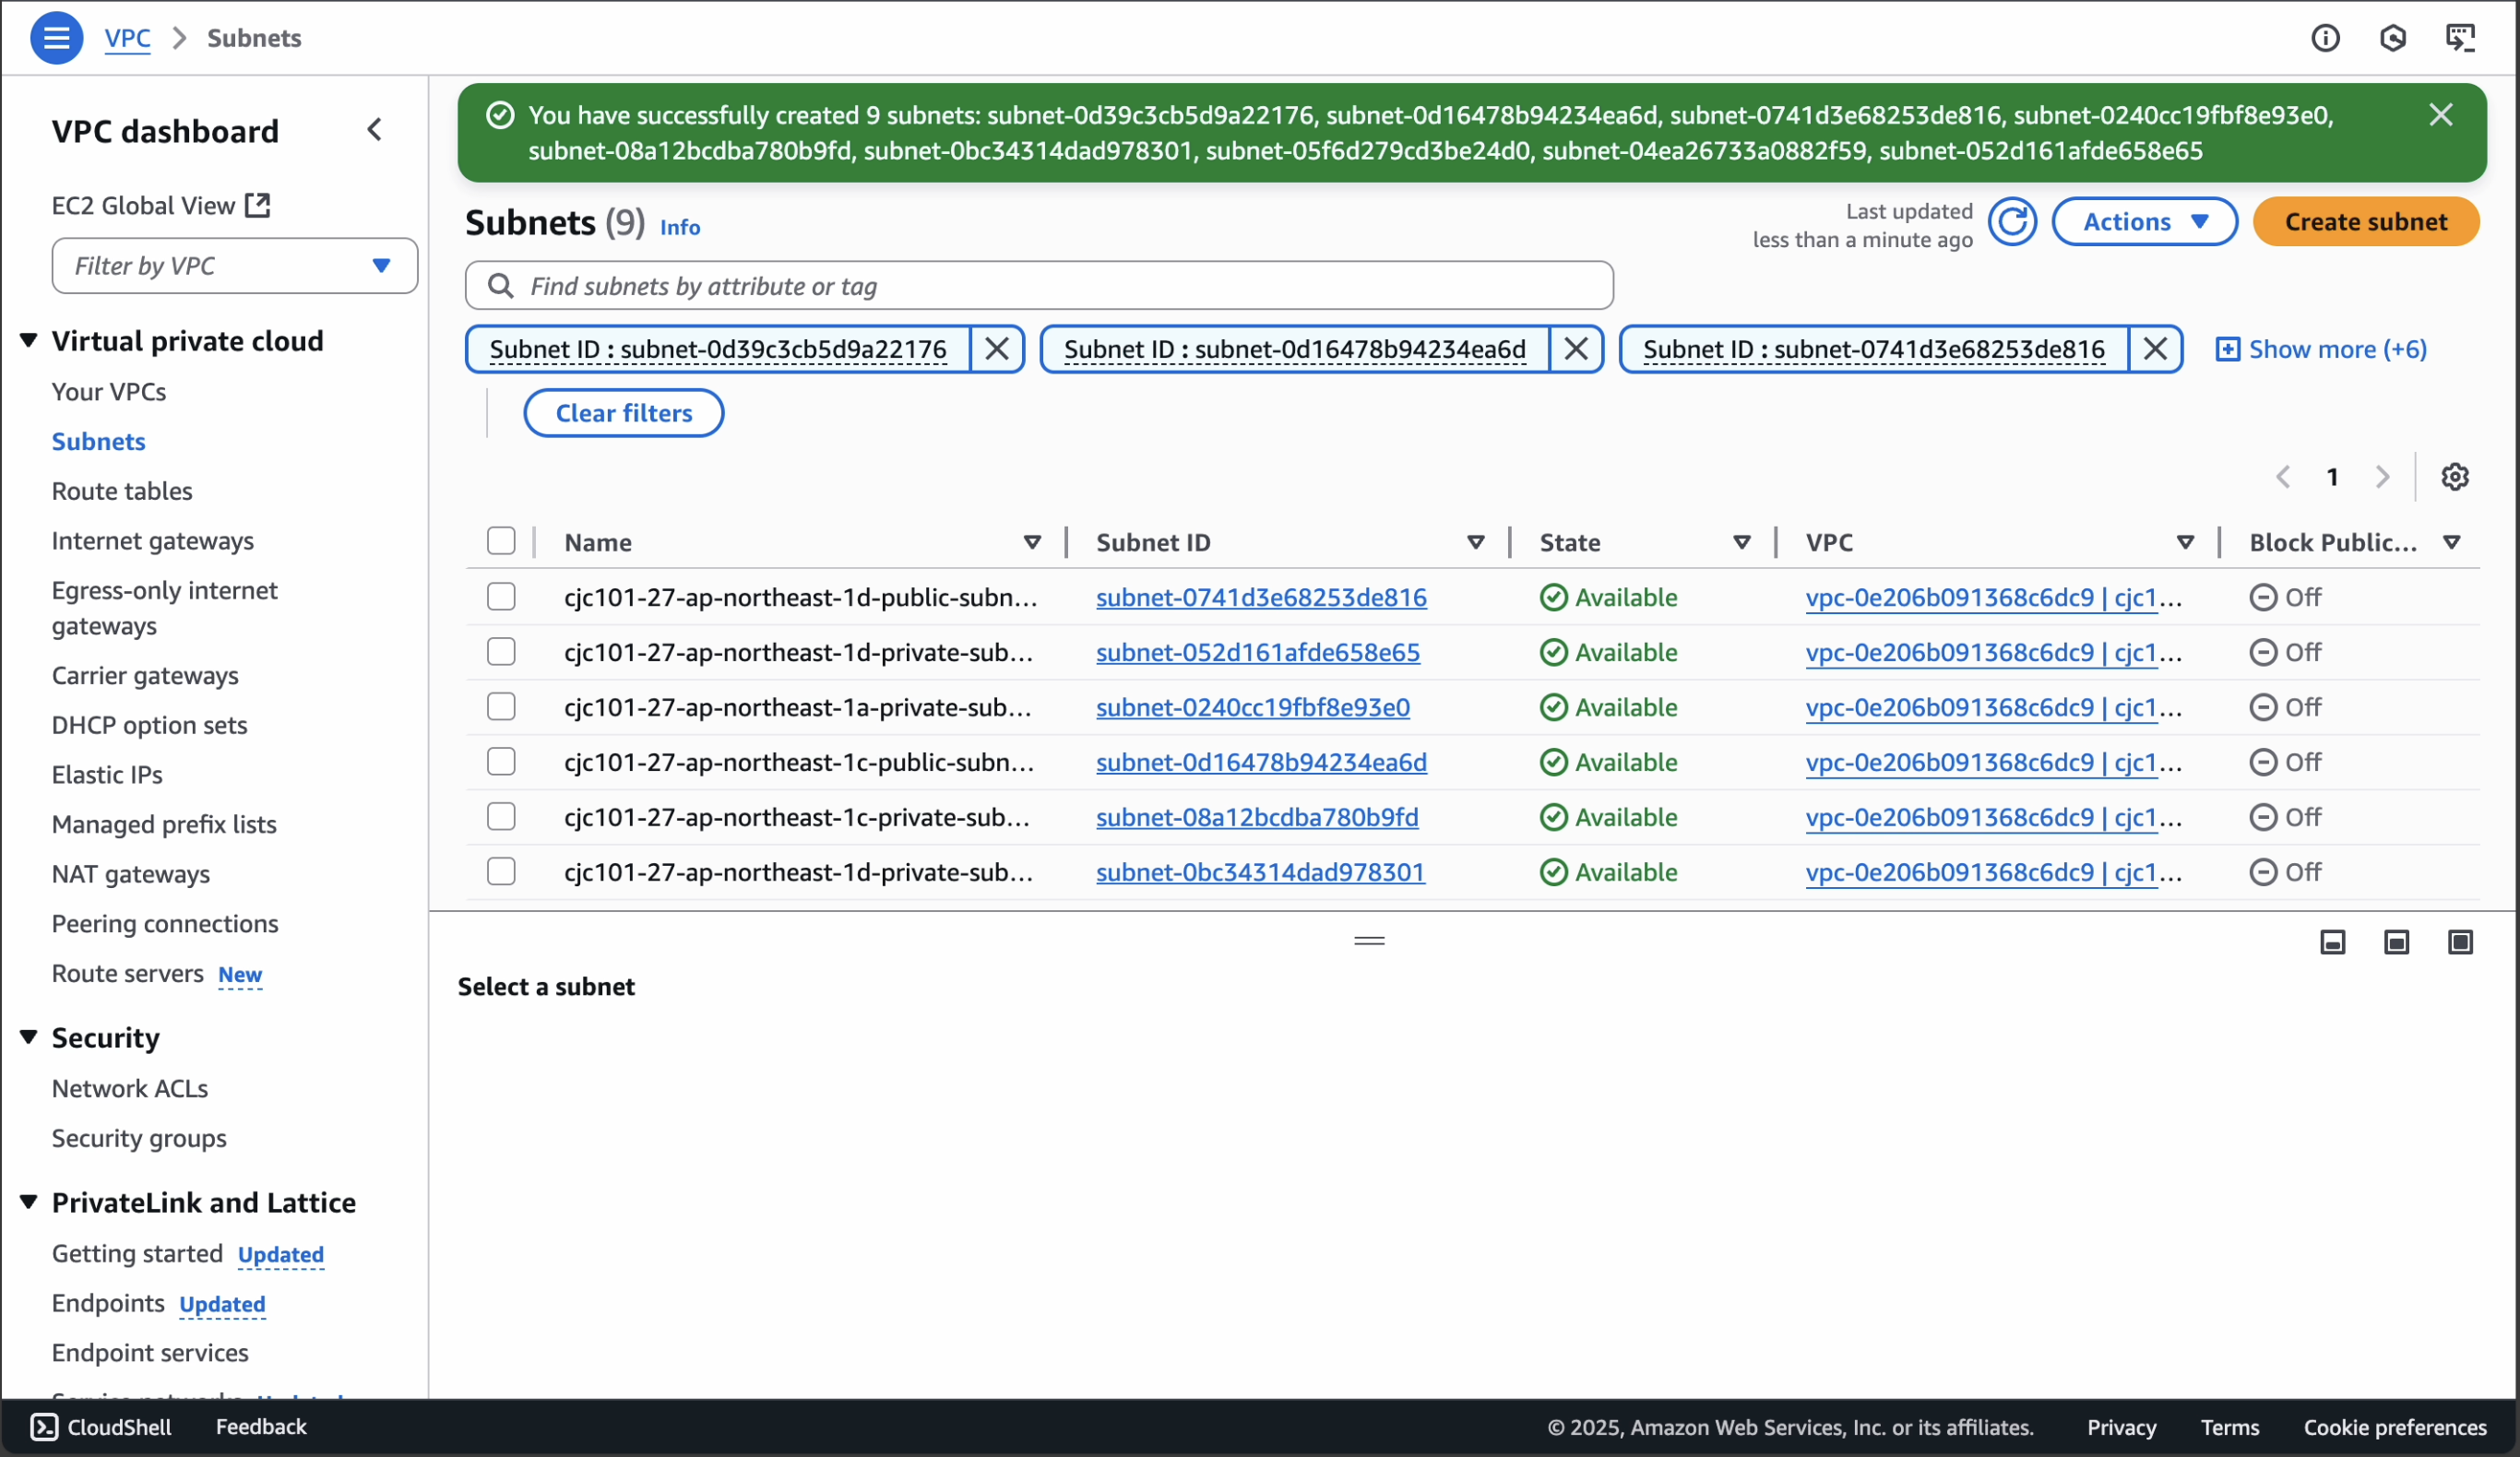 VPC > Subnets
VPC dashboard
EC2 Global View
Filter by VPC
Virtual private cloud
Your VPCs
Subnets
Route tables
Internet gateways
Egress-only internet
gateways
Carrier gateways
DHCP option sets
Elastic IPs
Managed prefix lists
NAT gateways
Peering connections
Route servers New
Security
Network ACLs
Security groups
PrivateLink and Lattice
Getting started Updated
Endpoints Updated
Endpoint services
You have successfully created 9 subnets: subnet-0d39c3cb5d9a22176, subnet-0d16478b94234ea6d, subnet-0741d3e68253de816, subnet-0240cc19fbf8e93e0,
subnet-08a12bcdba780b9fd, subnet-0bc34314dad978301, subnet-05f6d279cd3be24d0, subnet-04ea26733a0882f59, subnet-052d161afde658e65
Subnets (9) Info
Last updated
less than a minute ago
Actions
Create subnet
Find subnets by attribute or tag
Subnet ID : subnet-0d39c3cb5d9a22176
Subnet ID : subnet-0d16478b94234ea6d
Subnet ID : subnet-0741d3e68253de816
Show more (+6)
Clear filters
1
Name Subnet ID State VPC Block Public...
cjc101-27-ap-northeast-1d-public-subn... subnet-0741d3e68253de816 Available vpc-0e206b091368c6dc9 | cjc1... Off
cjc101-27-ap-northeast-1d-private-sub... subnet-052d161afde658e65 Available vpc-0e206b091368c6dc9 | cjc1... Off
cjc101-27-ap-northeast-1a-private-sub... subnet-0240cc19fbf8e93e0 Available vpc-0e206b091368c6dc9 | cjc1... Off
cjc101-27-ap-northeast-1c-public-subn... subnet-0d16478b94234ea6d Available vpc-0e206b091368c6dc9 | cjc1... Off
cjc101-27-ap-northeast-1c-private-sub... subnet-08a12bcdba780b9fd Available vpc-0e206b091368c6dc9 | cjc1... Off
cjc101-27-ap-northeast-1d-private-sub... subnet-0bc34314dad978301 Available vpc-0e206b091368c6dc9 | cjc1... Off
Select a subnet
CloudShell Feedback © 2025, Amazon Web Services, Inc. or its affiliates. Privacy Terms Cookie preferences